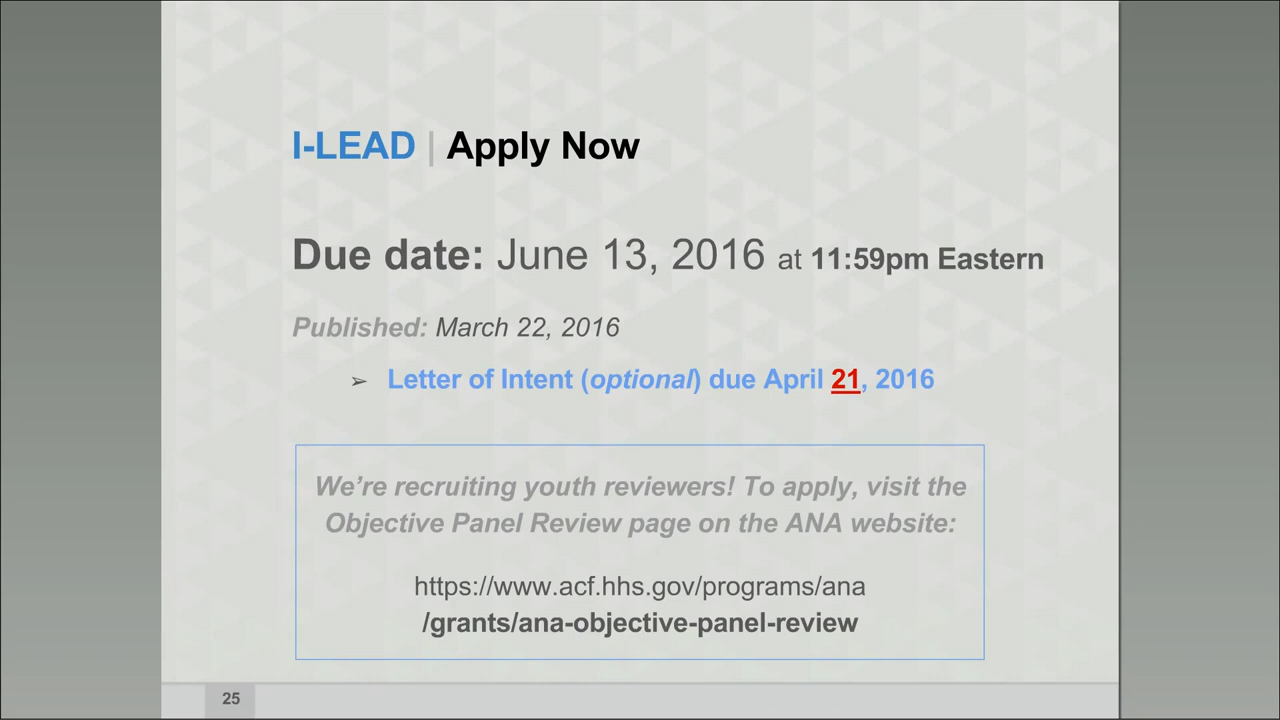 I-LEAD | Apply Now
Due date: June 13, 2016 at 11:59pm Eastern
Published: March 22, 2016
➢ Letter of Intent (optional) due April 21, 2016
We’re recruiting youth reviewers! To apply, visit the
Objective Panel Review page on the ANA website:
https://www.acf.hhs.gov/programs/ana
/grants/ana-objective-panel-review
25